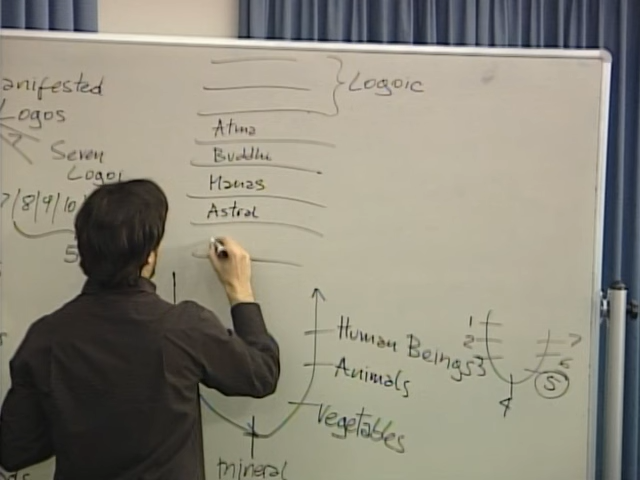 anifested
Logos
Seven
Logoi
7/8/9/10
5
Logoic
Atma
Buddhi
Manas
Astral
Human Beings
Animals
Vegetables
mineral
1
2
3
4
5
6
7